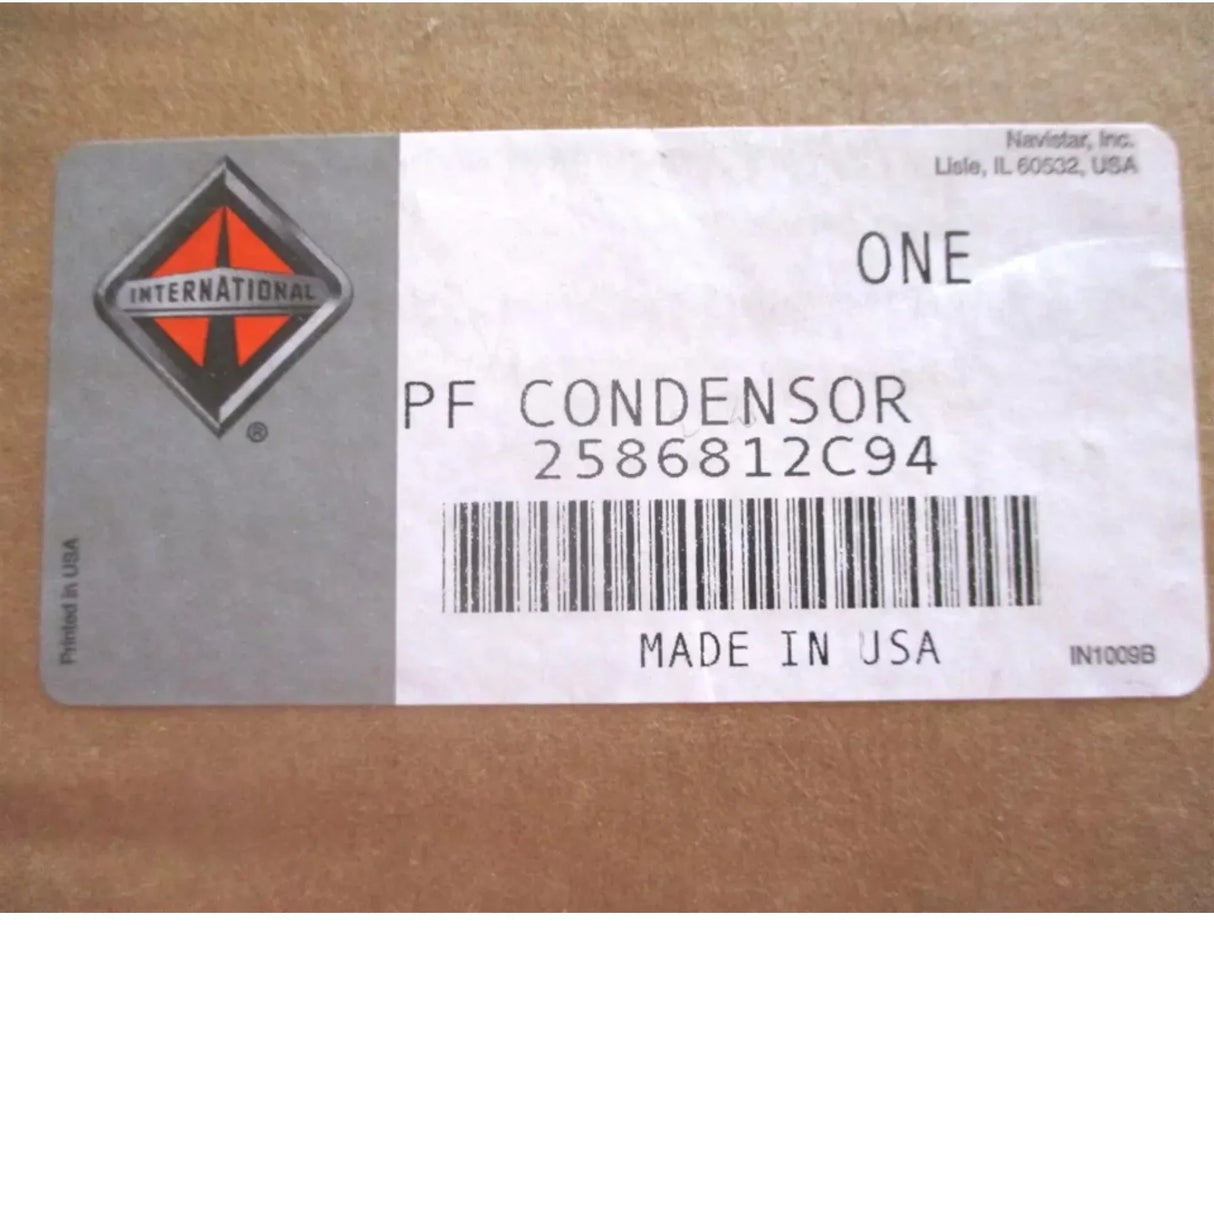 Navistar, Inc.
Lisle, IL 60532, USA
INTERNATIONAL
®
ONE
PF CONDENSOR
2586812C94
MADE IN USA
IN1009B
Printed in USA